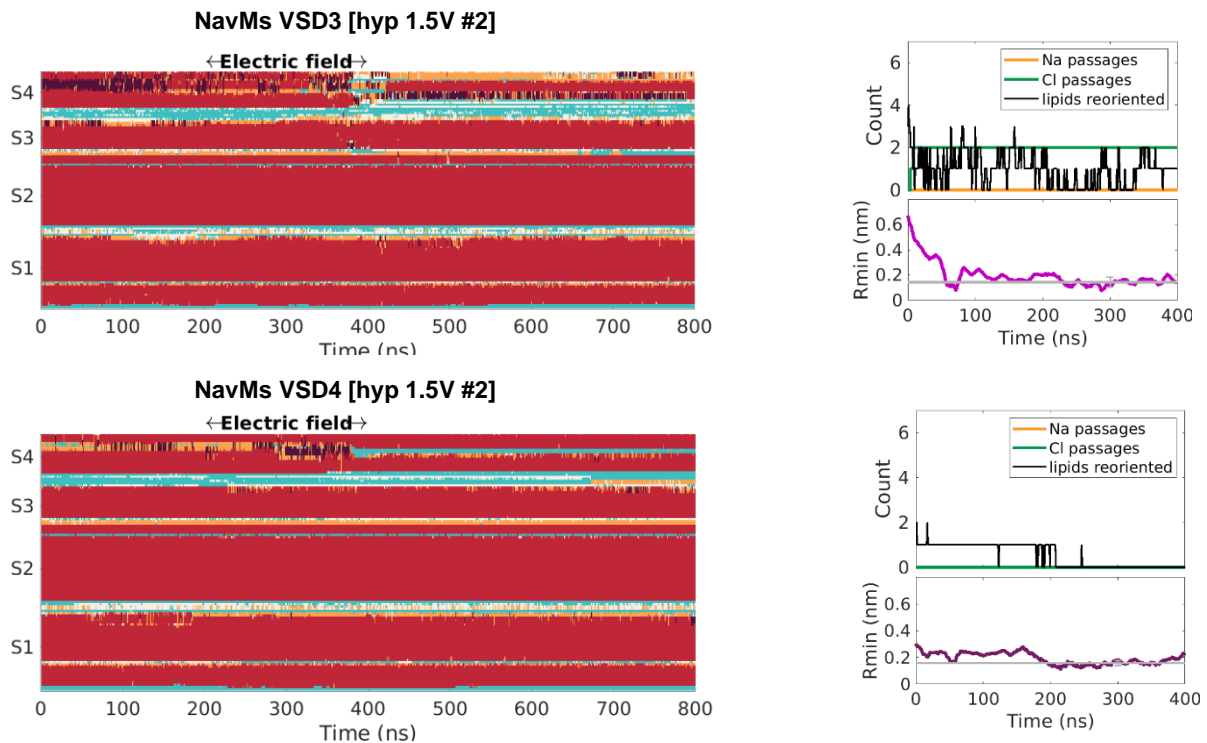 NavMs VSD3 [hyp 1.5V #2]
←Electric field→
S4
S3
S2
S1
0 100 200 300 400 500 600 700 800
Time (ns)
Na passages
Cl passages
lipids reoriented
6
4
2
0
Count
0.6
0.4
0.2
0
Rmin (nm)
0 100 200 300 400
Time (ns)
NavMs VSD4 [hyp 1.5V #2]
←Electric field→
S4
S3
S2
S1
0 100 200 300 400 500 600 700 800
Time (ns)
Na passages
Cl passages
lipids reoriented
6
4
2
0
Count
0.6
0.4
0.2
0
Rmin (nm)
0 100 200 300 400
Time (ns)